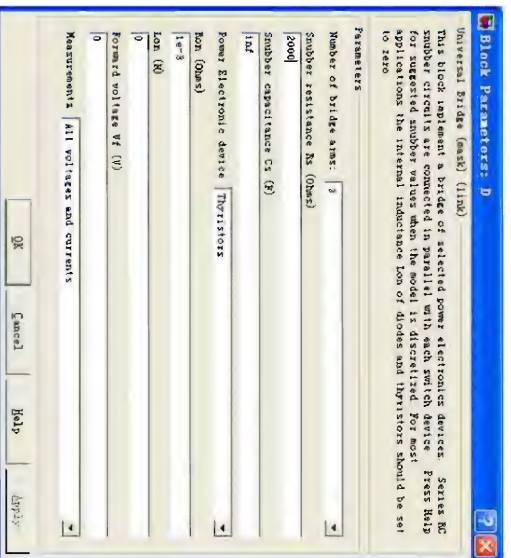 Block Parameters: D
Universal Bridge (mask) (link)
This block implement a bridge of selected power electronics devices. Series RC
snubber circuits are connected in parallel with each switch device. Press Help
for suggested snubber values when the model is discretized. For most
applications the internal inductance Lon of diodes and thyristors should be set
to zero
Parameters
Number of bridge arms: 3
Snubber resistance Rs (Ohms)
2000
Snubber capacitance Cs (F)
inf
Power Electronic device Thyristors
Ron (Ohms)
1e-3
Lon (H)
0
Forward voltage Vf (V)
0
Measurements All voltages and currents
OK Cancel Help Apply